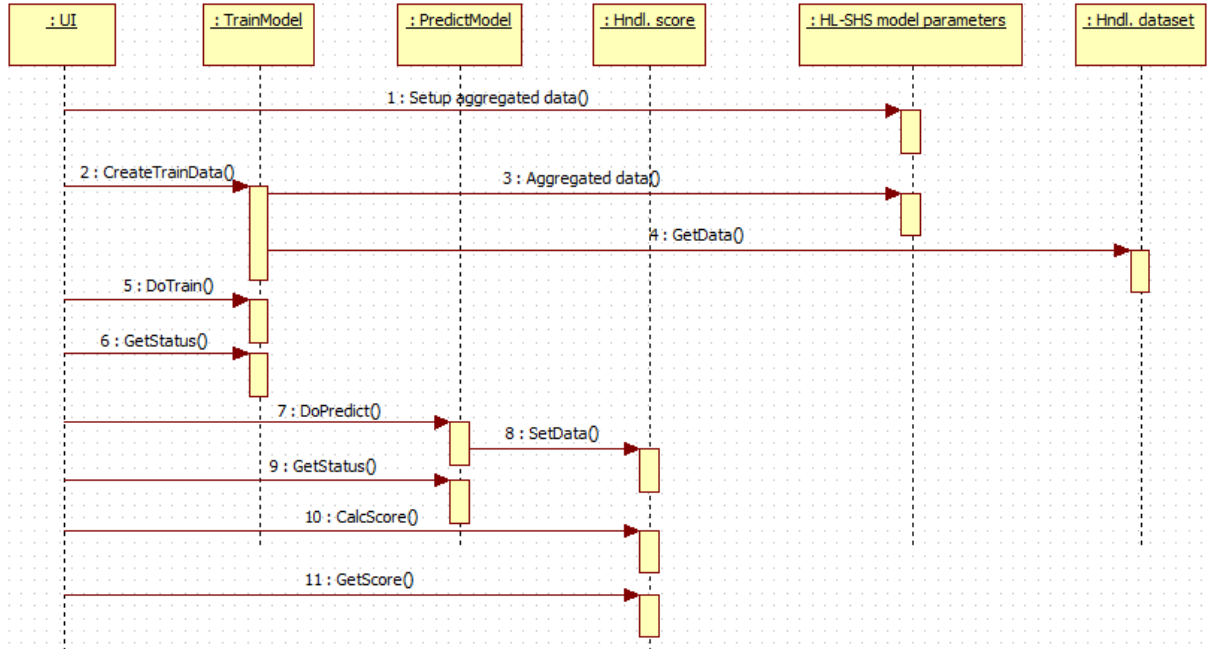 : UI
: TrainModel
: PredictModel
: Hndl. score
: HL-SHS model parameters
: Hndl. dataset
1 : Setup aggregated data()
2 : CreateTrainData()
3 : Aggregated data()
4 : GetData()
5 : DoTrain()
6 : GetStatus()
7 : DoPredict()
8 : SetData()
9 : GetStatus()
10 : CalcScore()
11 : GetScore()